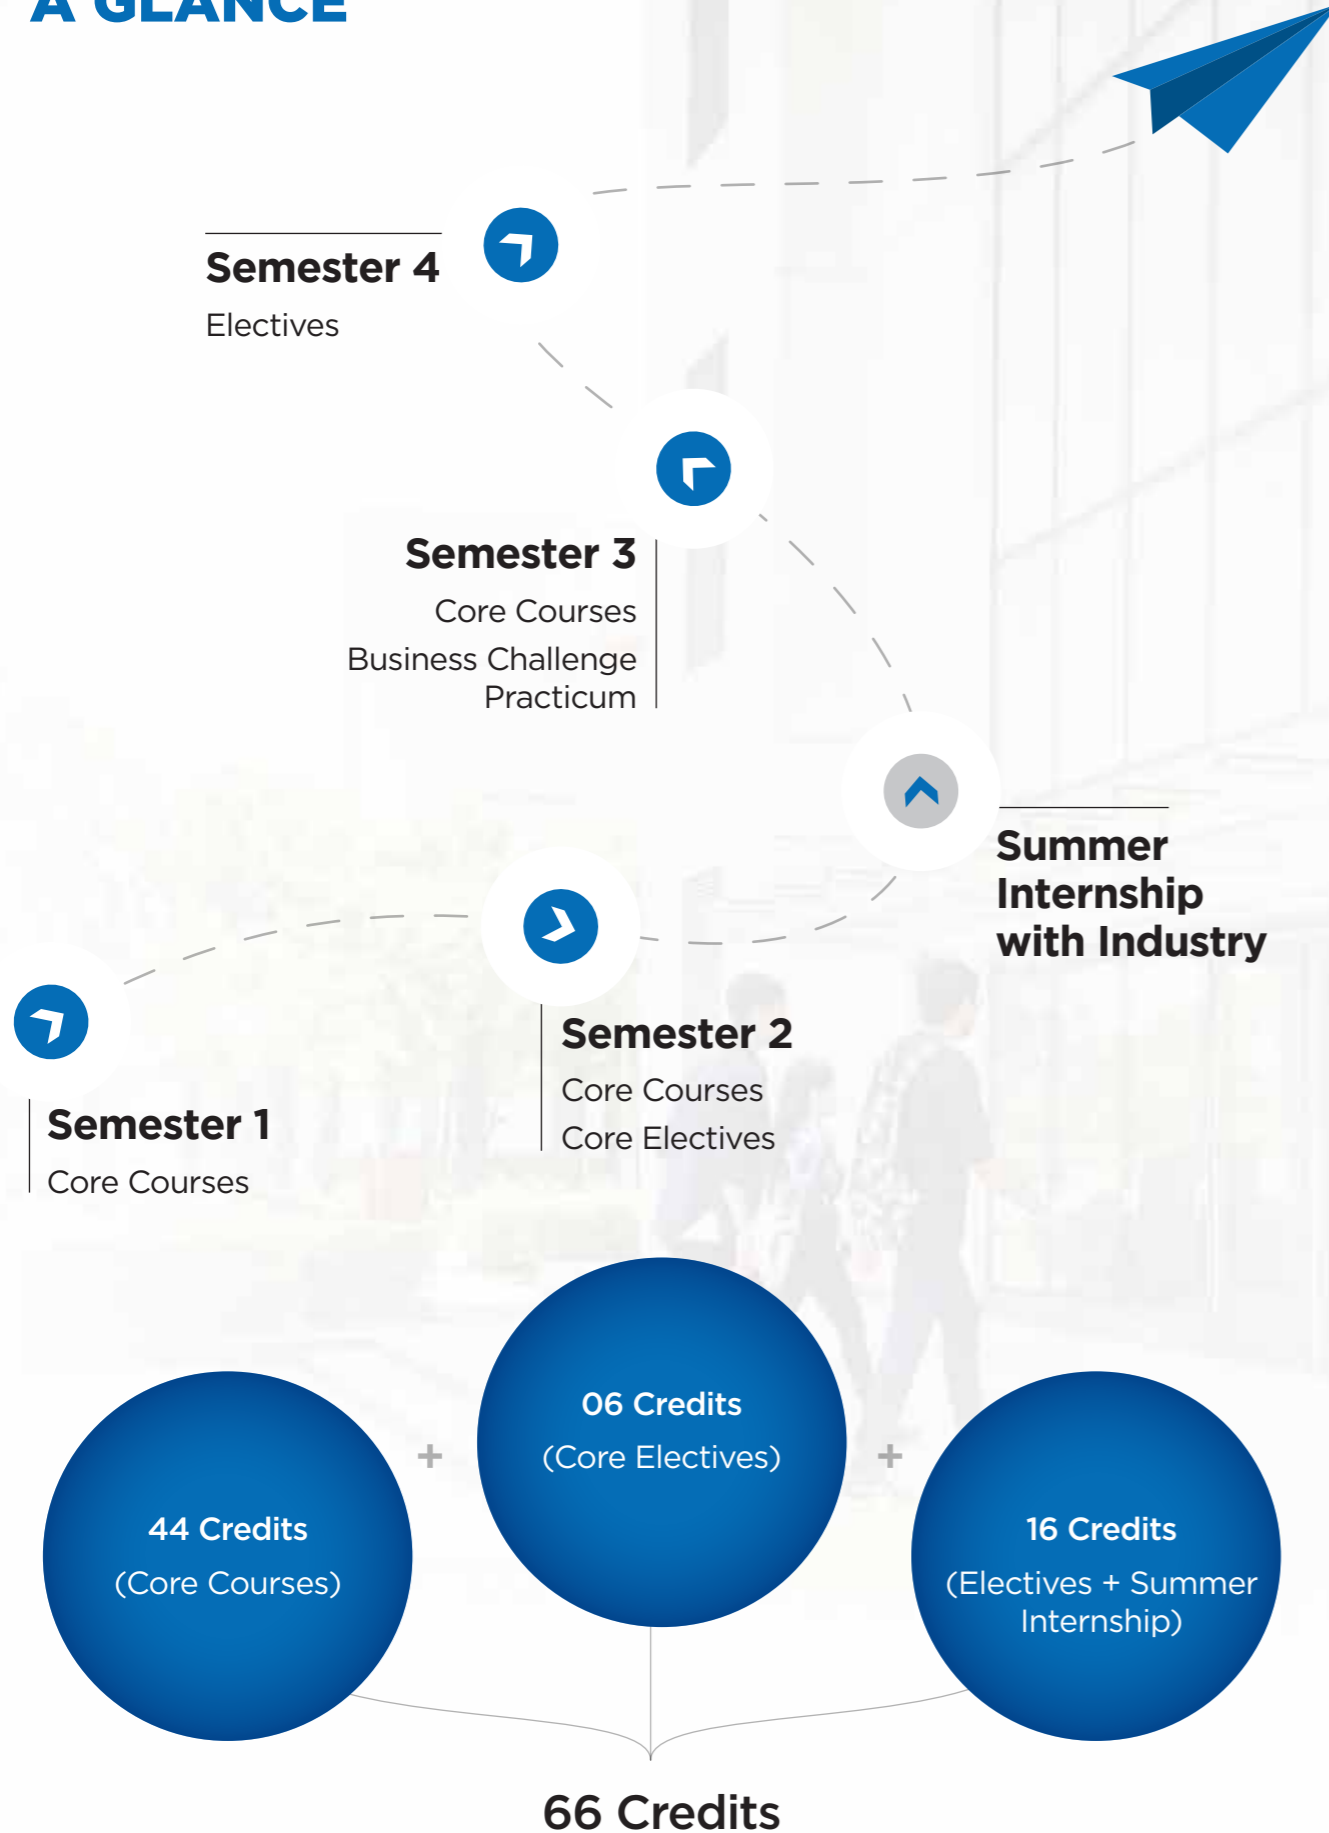 A GLANCE
Semester 4
Electives
Semester 3
Core Courses
Business Challenge
Practicum
Summer
Internship
with Industry
Semester 2
Core Courses
Core Electives
Semester 1
Core Courses
06 Credits
(Core Electives)
+
+
44 Credits
(Core Courses)
16 Credits
(Electives + Summer
Internship)
66 Credits